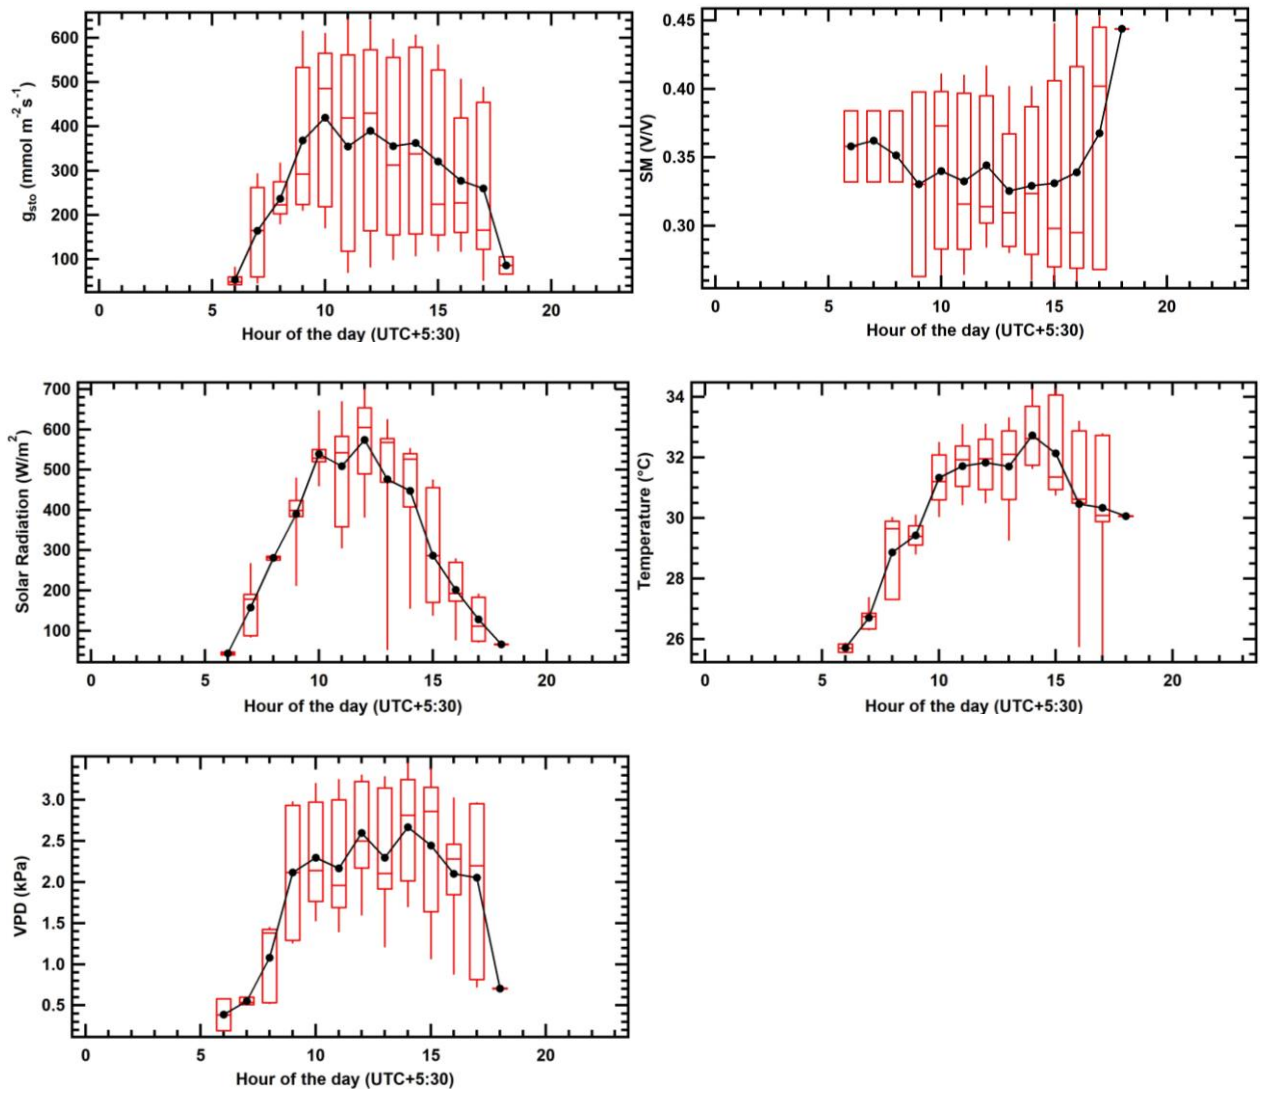 600
500
400
300
200
100
g_sto (mmol m^-2 s^-1)
0 5 10 15 20
Hour of the day (UTC+5:30)
0.45
0.40
0.35
0.30
SM (V/V)
0 5 10 15 20
Hour of the day (UTC+5:30)
700
600
500
400
300
200
100
Solar Radiation (W/m²)
0 5 10 15 20
Hour of the day (UTC+5:30)
34
32
30
28
26
Temperature (°C)
0 5 10 15 20
Hour of the day (UTC+5:30)
3.0
2.5
2.0
1.5
1.0
0.5
VPD (kPa)
0 5 10 15 20
Hour of the day (UTC+5:30)